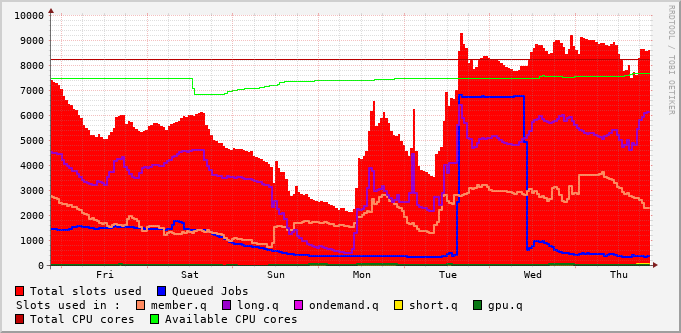 10000
9000
8000
7000
6000
5000
4000
3000
2000
1000
0
Fri Sat Sun Mon Tue Wed Thu
RRDTOOL / TOBI OETIKER
Total slots used Queued Jobs
Slots used in : member.q long.q ondemand.q short.q gpu.q
Total CPU cores Available CPU cores